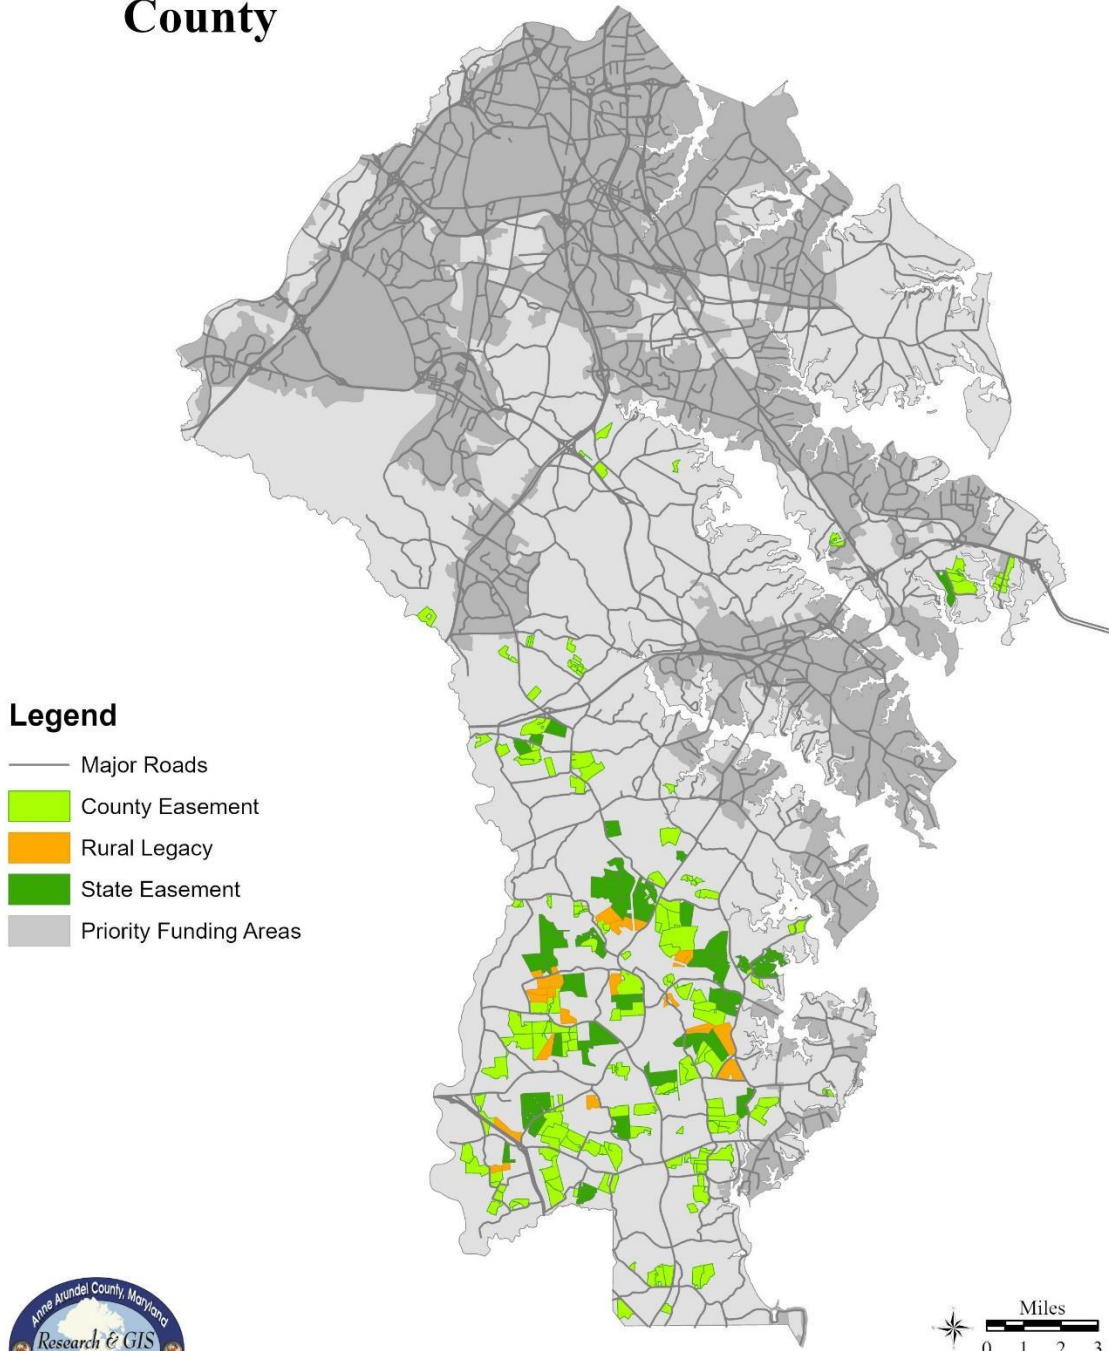 County
Legend
Major Roads
County Easement
Rural Legacy
State Easement
Priority Funding Areas
Anne Arundel County, Maryland
Research & GIS
Miles
0 1 2 3